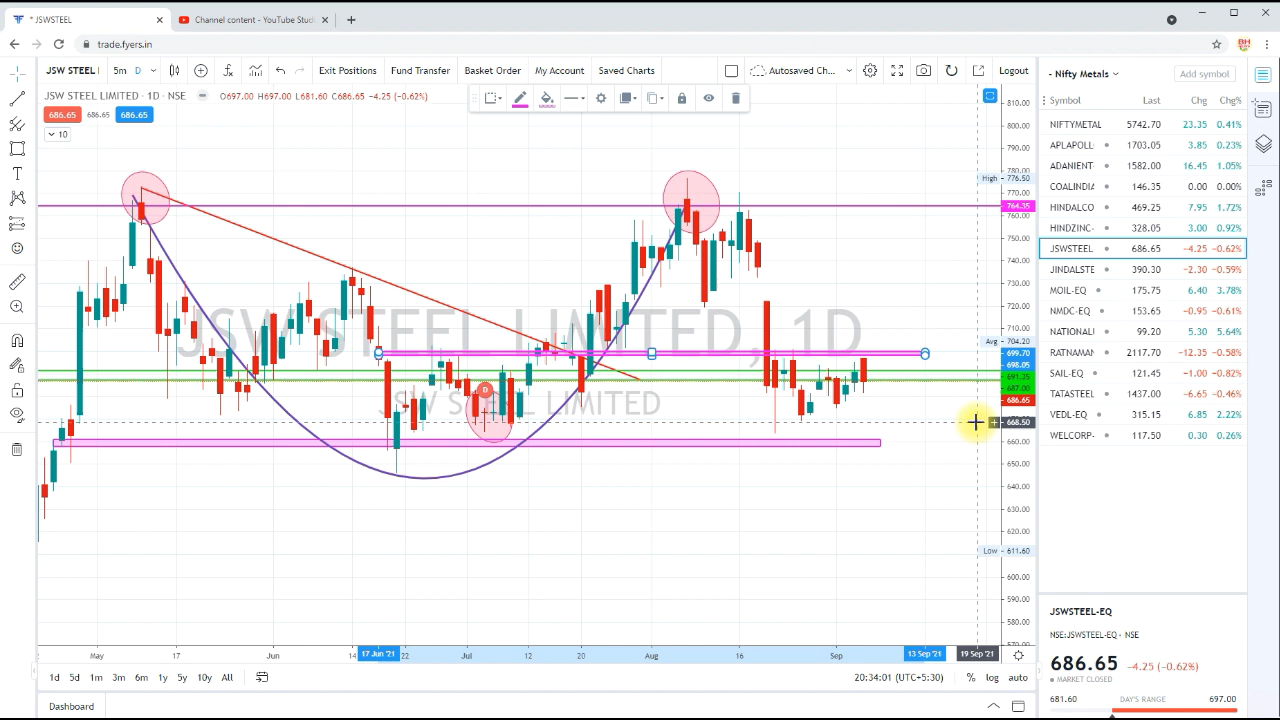 * JSWSTEEL
Channel content - YouTube Stud
trade.fyers.in
JSW STEEL
5m D
Exit Positions Fund Transfer Basket Order My Account Saved Charts
Autosaved Ch...
Logout
JSW STEEL LIMITED · 1D · NSE
O697.00 H697.00 L681.60 C686.65 -4.25 (-0.62%)
686.65 686.65 686.65
10
JSW STEEL LIMITED, 1D
JSW STEEL LIMITED
D
810.00
800.00
790.00
780.00
High 776.50
770.00
764.35
760.00
750.00
740.00
730.00
720.00
710.00
Avg 704.20
699.70
698.05
691.35
687.00
686.65
668.50
660.00
650.00
640.00
630.00
620.00
Low 611.60
600.00
590.00
580.00
570.00
May 17 Jun 14 17 Jun '21 22 Jul 12 20 Aug 16 Sep 13 Sep '21 19 Sep '21
1d 5d 1m 3m 6m 1y 5y 10y All
20:34:01 (UTC+5:30)
% log auto
Dashboard
- Nifty Metals
Add symbol
Symbol Last Chg Chg%
NIFTYMETAL 5742.70 23.35 0.41%
APLAPOLL- 1703.05 3.85 0.23%
ADANIENT- 1582.00 16.45 1.05%
COALINDIA 146.35 0.00 0.00%
HINDALCO 469.25 7.95 1.72%
HINDZINC- 328.05 3.00 0.92%
JSWSTEEL 686.65 -4.25 -0.62%
JINDALSTE 390.30 -2.30 -0.59%
MOIL-EQ 175.75 6.40 3.78%
NMDC-EQ 153.65 -0.95 -0.61%
NATIONAL 99.20 5.30 5.64%
RATNAMAN 2117.70 -12.35 -0.58%
SAIL-EQ 121.45 -1.00 -0.82%
TATASTEEL 1437.00 -6.65 -0.46%
VEDL-EQ 315.15 6.85 2.22%
WELCORP- 117.50 0.30 0.26%
JSWSTEEL-EQ
NSE:JSWSTEEL-EQ · NSE
686.65 -4.25 (-0.62%)
MARKET CLOSED
681.60 DAY'S RANGE 697.00